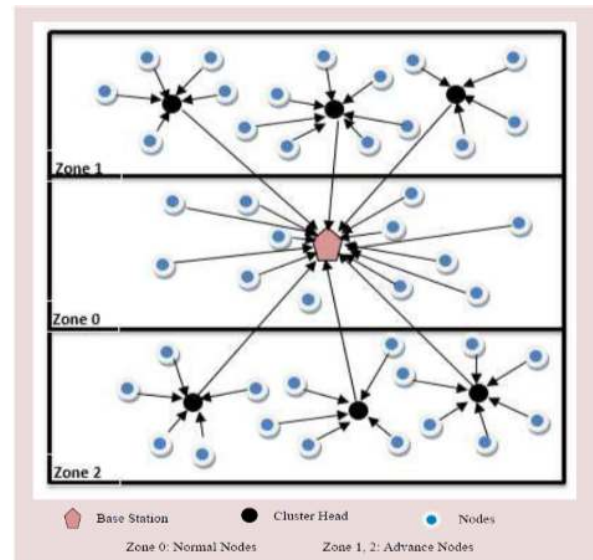 Zone 1
Zone 0
Zone 2
Base Station
Cluster Head
Nodes
Zone 0: Normal Nodes
Zone 1, 2: Advance Nodes